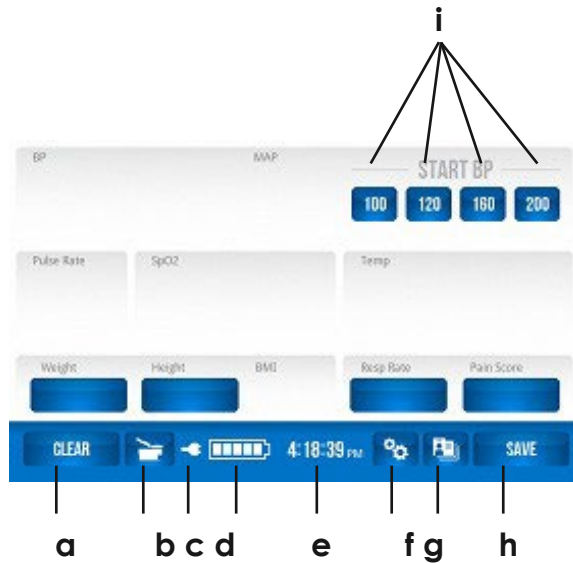 i
BP MAP START BP
100 120 160 200
Pulse Rate SpO2 Temp
Weight Height BMI Resp Rate Pain Score
CLEAR 4:18:39 PM SAVE
a b c d e f g h